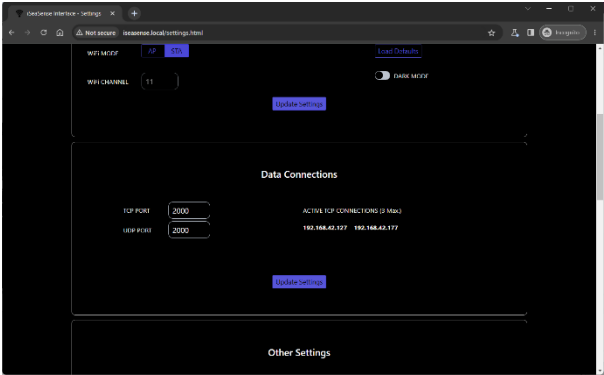 iSeaSense Interface - Settings
Not secure iseasense.local/settings.html
Incognito
WiFi MODE AP STA
Load Defaults
WiFi CHANNEL 11
DARK MODE
Update Settings
Data Connections
TCP PORT 2000
ACTIVE TCP CONNECTIONS (3 Max.)
UDP PORT 2000
192.168.42.127 192.168.42.177
Update Settings
Other Settings